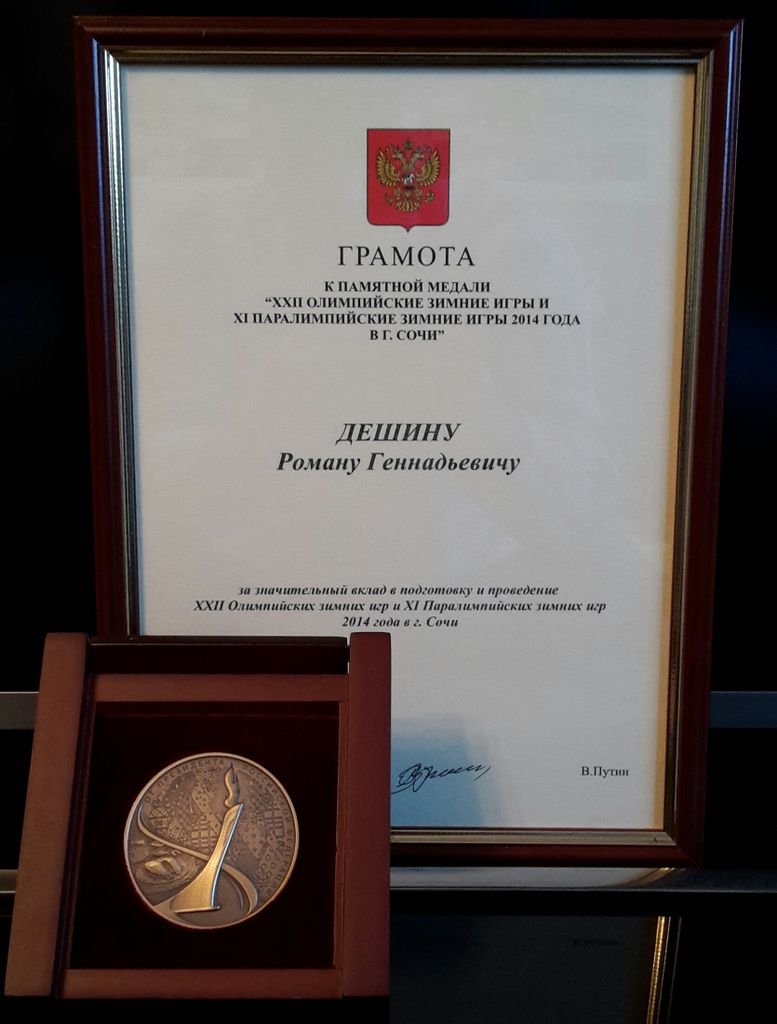 ГРАМОТА
К ПАМЯТНОЙ МЕДАЛИ
“XXII ОЛИМПИЙСКИЕ ЗИМНИЕ ИГРЫ И
XI ПАРАЛИМПИЙСКИЕ ЗИМНИЕ ИГРЫ 2014 ГОДА
В Г. СОЧИ”
ДЕШИНУ
Роману Геннадьевичу
за значительный вклад в подготовку и проведение
XXII Олимпийских зимних игр и XI Паралимпийских зимних игр
2014 года в г. Сочи
В.Путин
ПРЕЗИДЕНТА